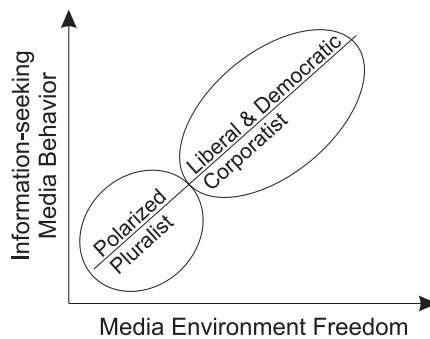 Information-seeking
Media Behavior
Liberal & Democratic
Corporatist
Polarized
Pluralist
Media Environment Freedom